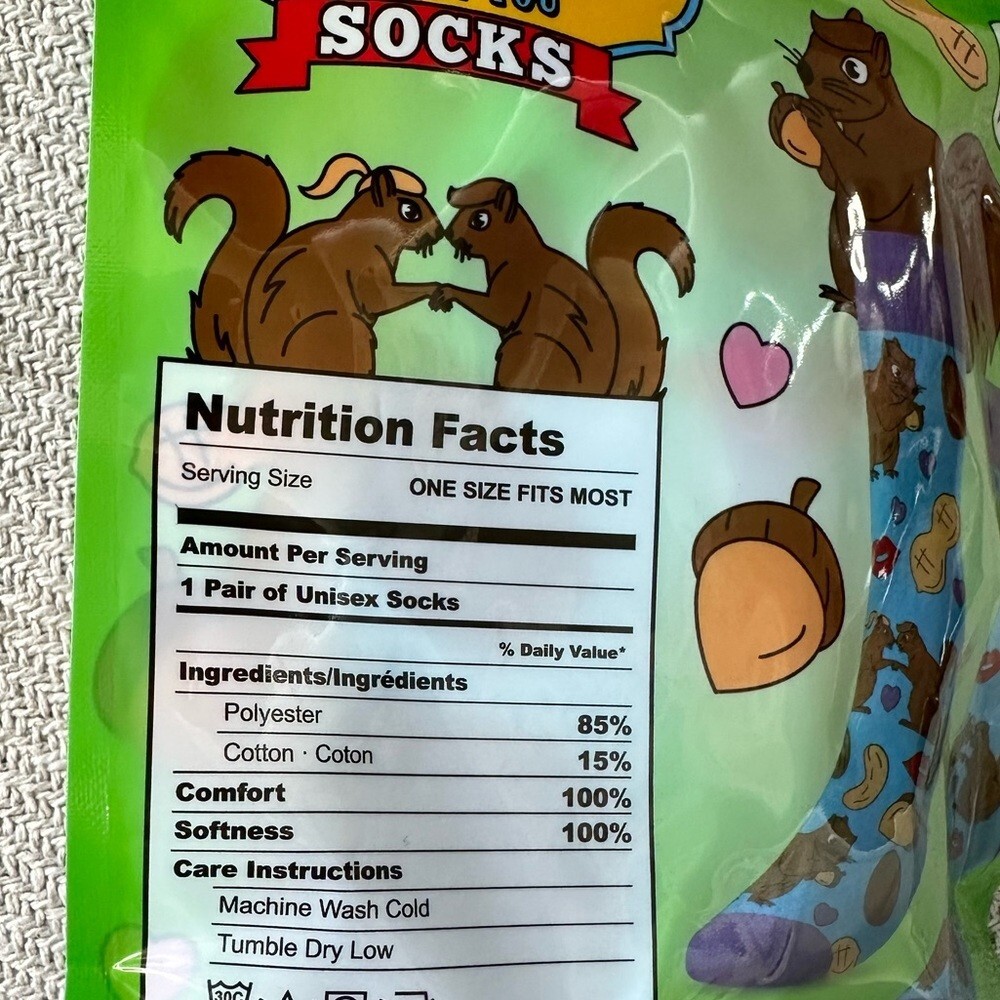 SOCKS
Nutrition Facts
Serving Size ONE SIZE FITS MOST
Amount Per Serving
1 Pair of Unisex Socks
% Daily Value*
Ingredients/Ingrédients
Polyester 85%
Cotton · Coton 15%
Comfort 100%
Softness 100%
Care Instructions
Machine Wash Cold
Tumble Dry Low
30C